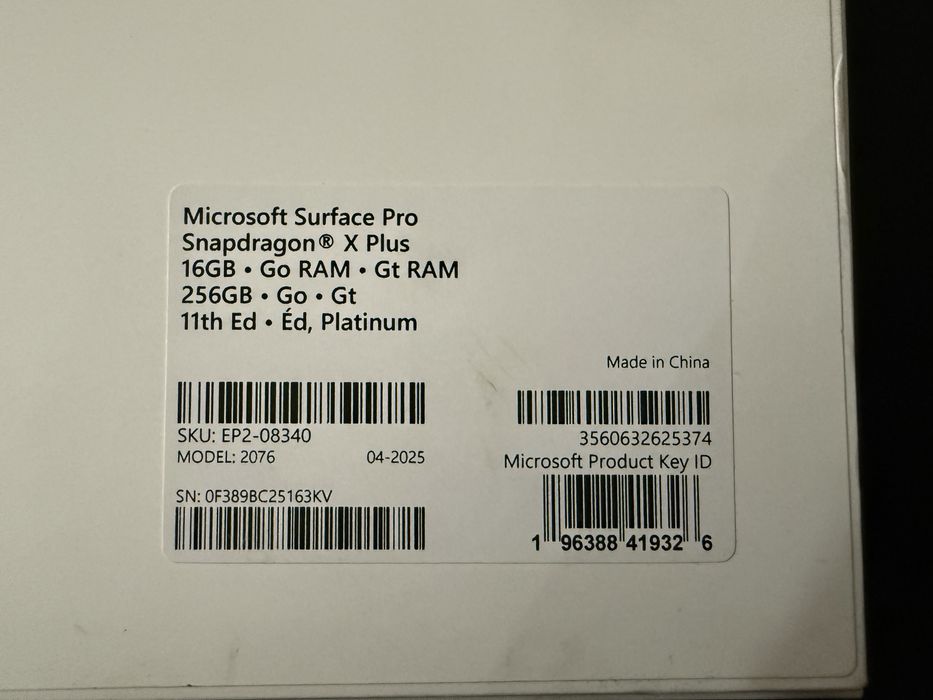 Microsoft Surface Pro
Snapdragon® X Plus
16GB • Go RAM • Gt RAM
256GB • Go • Gt
11th Ed • Éd, Platinum
Made in China
SKU: EP2-08340
MODEL: 2076 04-2025
SN: 0F389BC25163KV
3560632625374
Microsoft Product Key ID
1 96388 41932 6